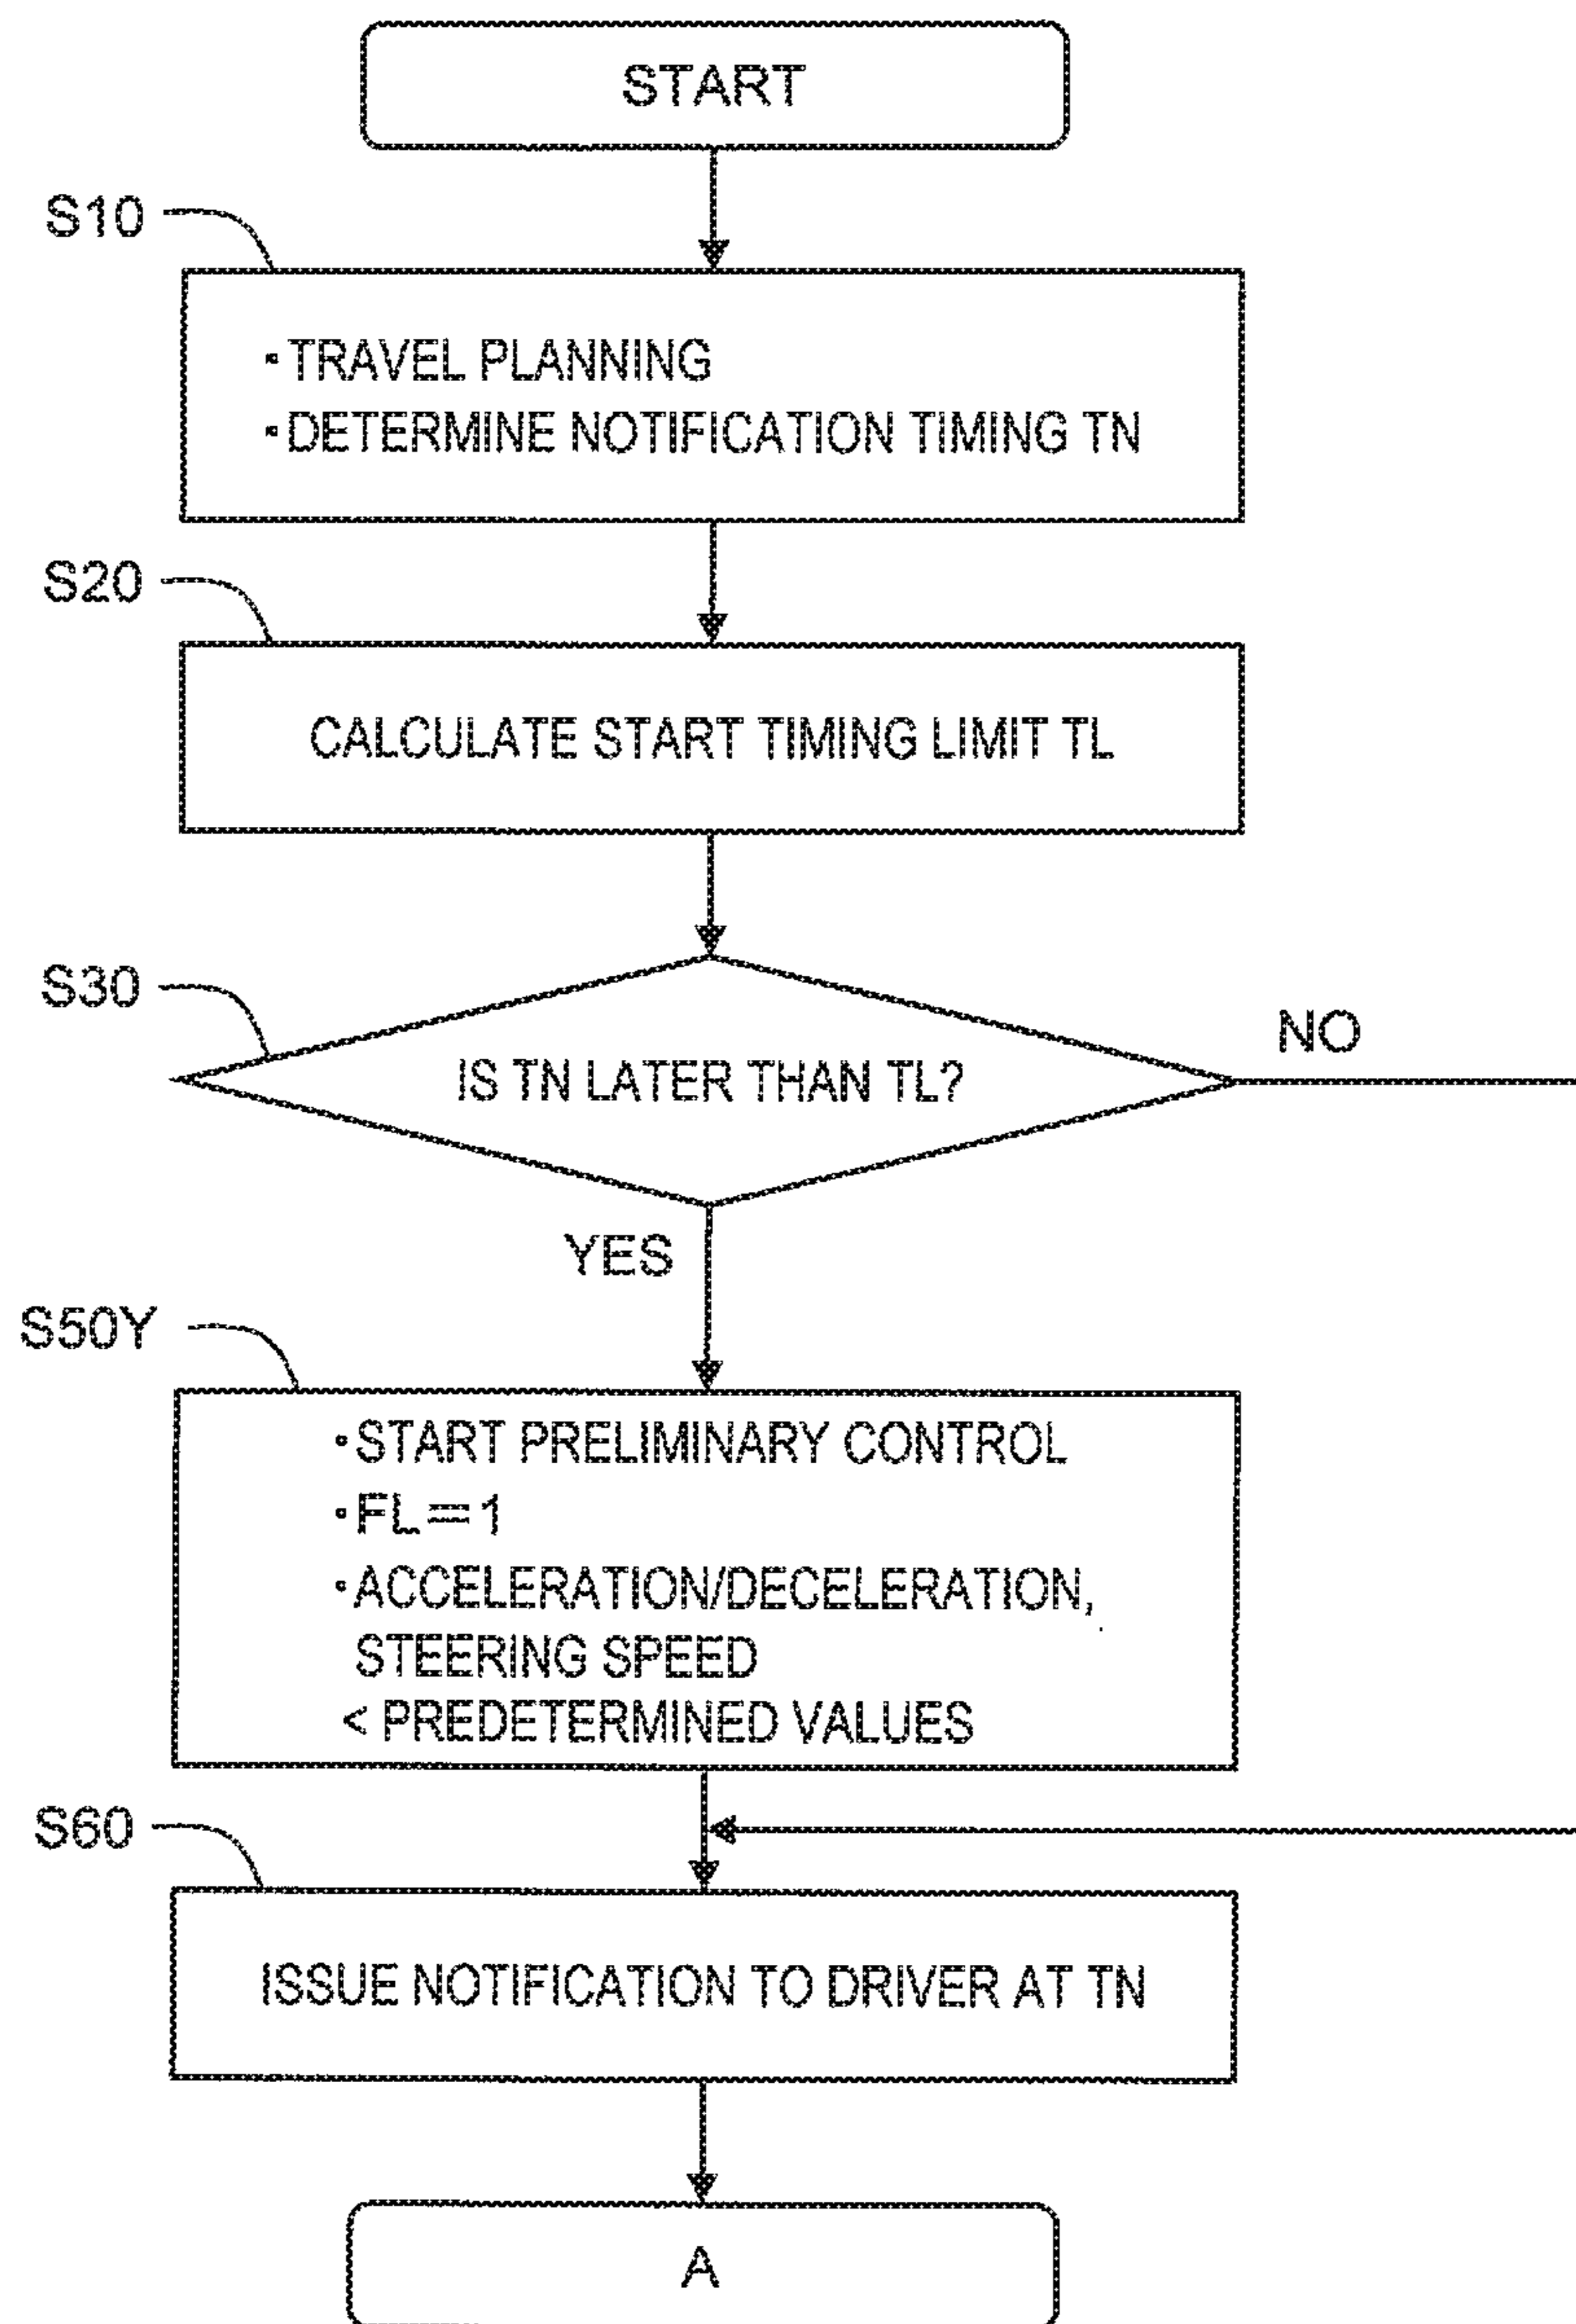 START
S10
・TRAVEL PLANNING
・DETERMINE NOTIFICATION TIMING TN
S20
CALCULATE START TIMING LIMIT TL
S30
IS TN LATER THAN TL?
NO
YES
S50Y
・START PRELIMINARY CONTROL
・FL=1
・ACCELERATION/DECELERATION,
STEERING SPEED
< PREDETERMINED VALUES
S60
ISSUE NOTIFICATION TO DRIVER AT TN
A